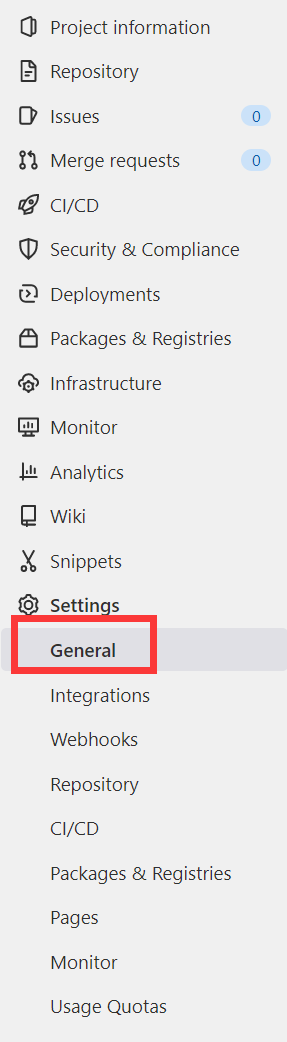 Project information
Repository
Issues 0
Merge requests 0
CI/CD
Security & Compliance
Deployments
Packages & Registries
Infrastructure
Monitor
Analytics
Wiki
Snippets
Settings
General
Integrations
Webhooks
Repository
CI/CD
Packages & Registries
Pages
Monitor
Usage Quotas